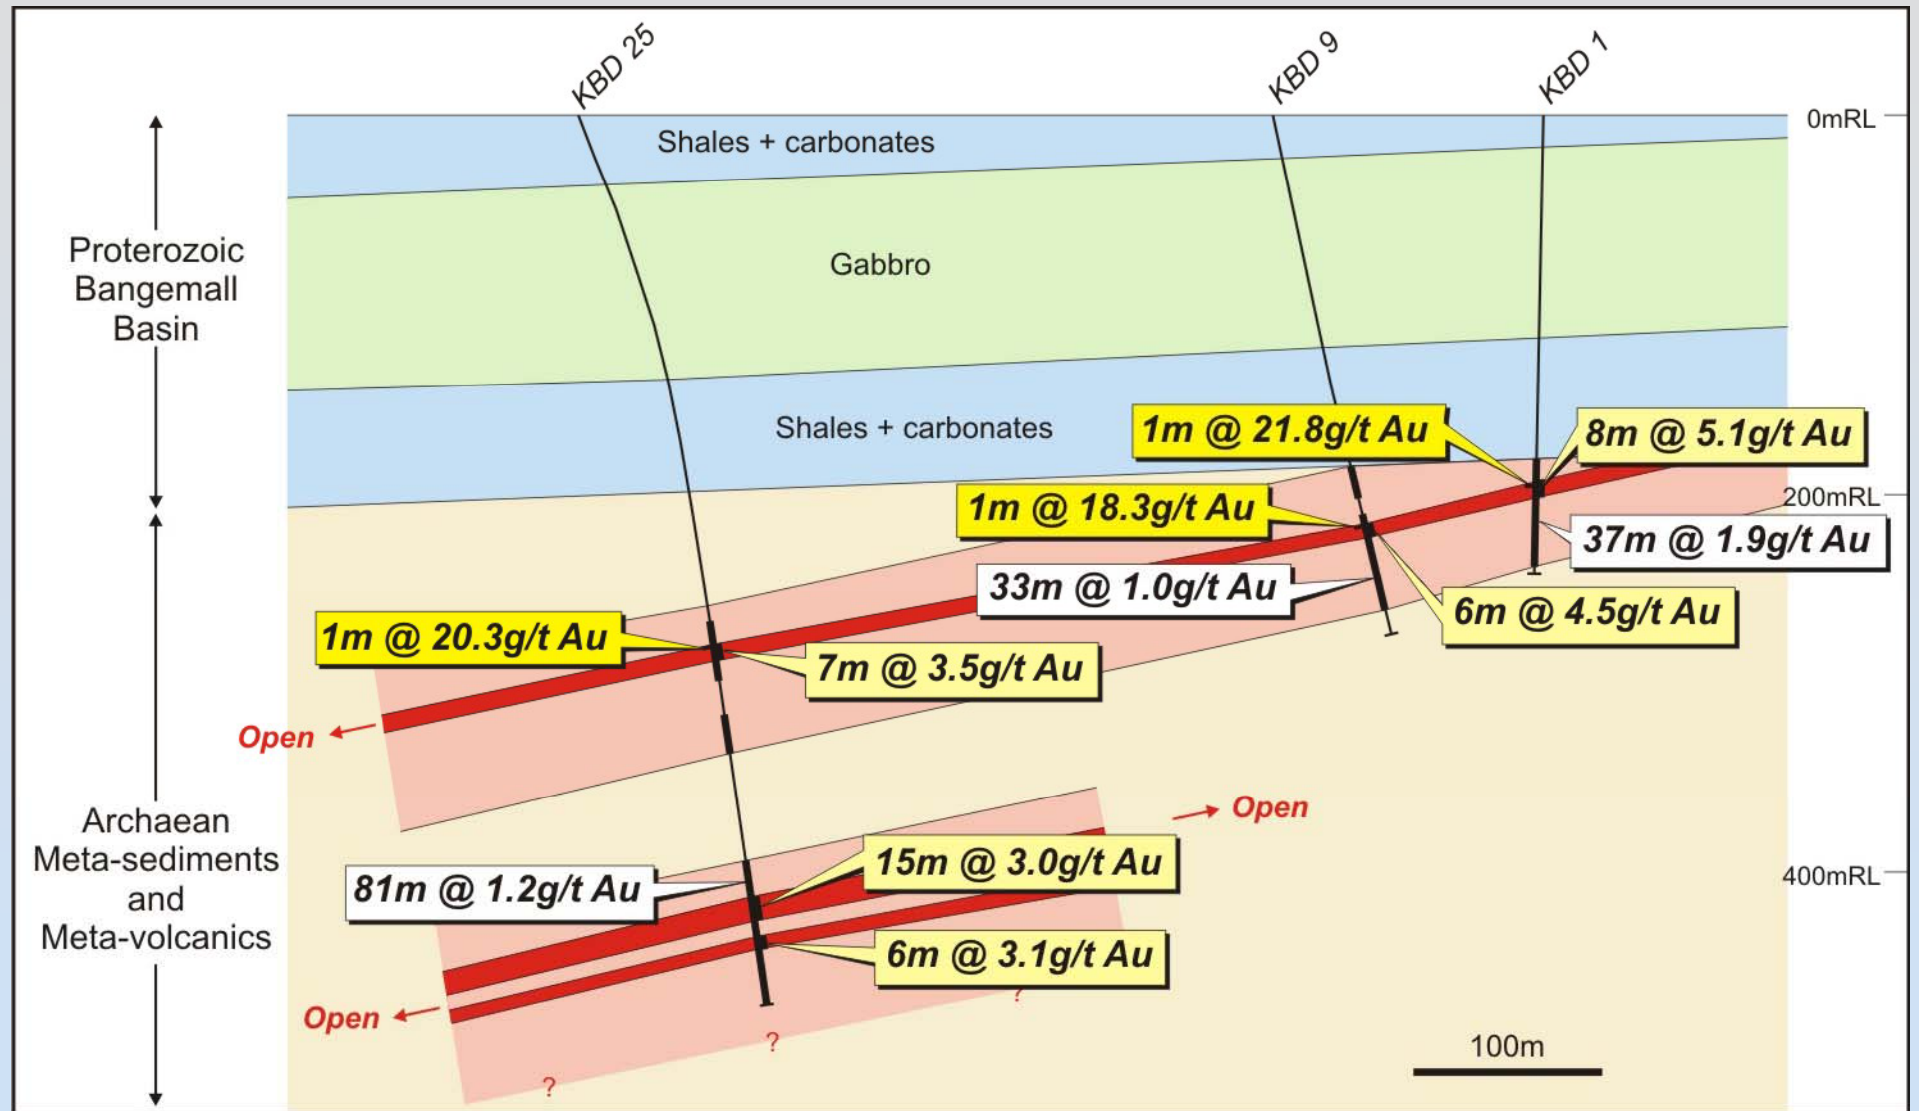 KBD 25
KBD 9
KBD 1
0mRL
Shales + carbonates
Proterozoic
Bangemall
Basin
Gabbro
Shales + carbonates
1m @ 21.8g/t Au
8m @ 5.1g/t Au
200mRL
1m @ 18.3g/t Au
37m @ 1.9g/t Au
33m @ 1.0g/t Au
6m @ 4.5g/t Au
1m @ 20.3g/t Au
7m @ 3.5g/t Au
Open
Open
Archaean
Meta-sediments
and
Meta-volcanics
15m @ 3.0g/t Au
81m @ 1.2g/t Au
400mRL
6m @ 3.1g/t Au
?
Open
?
?
100m